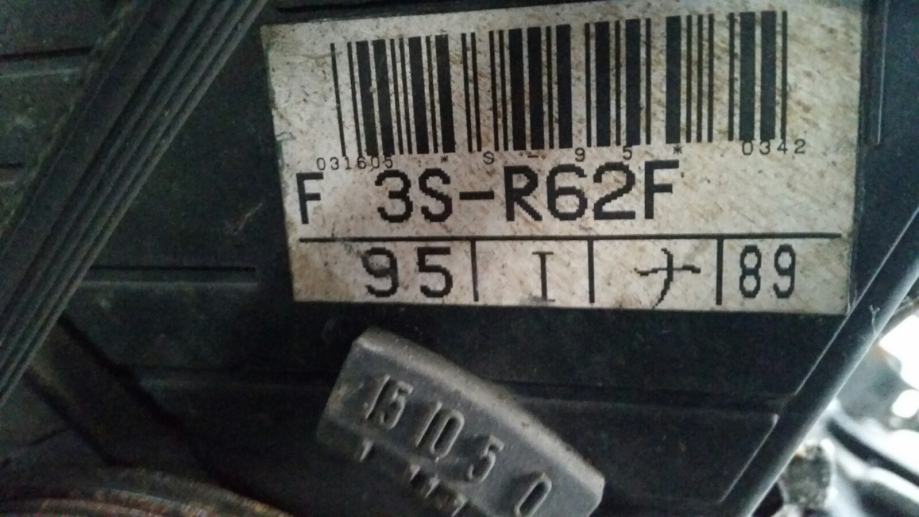 031605 * S - 95 * 0342
F 3S-R62F
95 I ナ 89
15 10 5 0